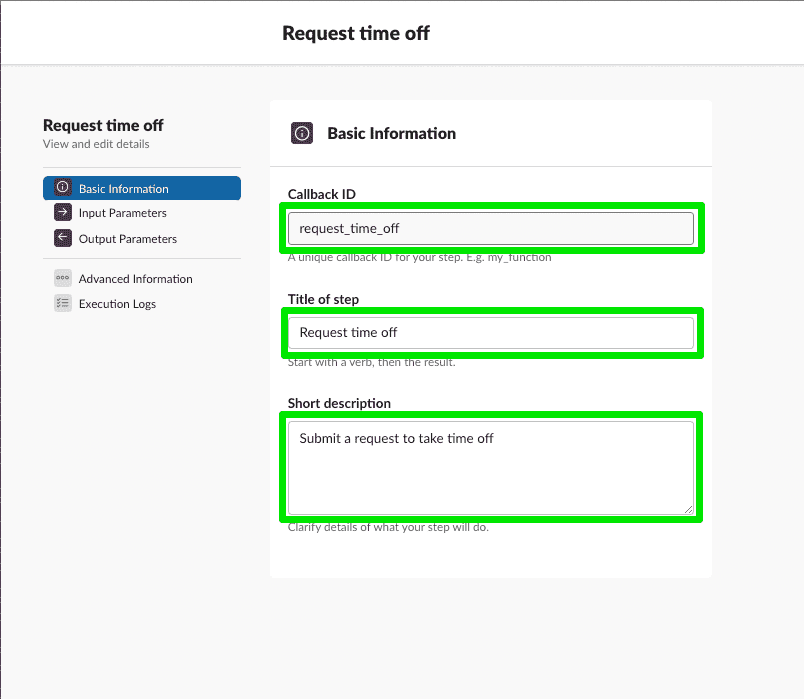 Request time off
Request time off
View and edit details
Basic Information
Input Parameters
Output Parameters
Advanced Information
Execution Logs
Basic Information
Callback ID
request_time_off
A unique callback ID for your step. E.g. my_function
Title of step
Request time off
Start with a verb, then the result.
Short description
Submit a request to take time off
Clarify details of what your step will do.